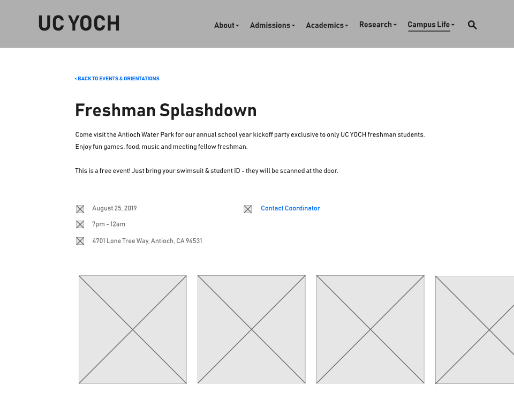 UC YOCH
About Admissions Academics Research Campus Life
< BACK TO EVENTS & ORIENTATIONS
Freshman Splashdown
Come visit the Antioch Water Park for our annual school year kickoff party exclusive to only UC YOCH freshman students.
Enjoy fun games, food, music and meeting fellow freshman.
This is a free event! Just bring your swimsuit & student ID - they will be scanned at the door.
August 25, 2019
Contact Coordinator
7pm - 12am
4701 Lone Tree Way, Antioch, CA 94531